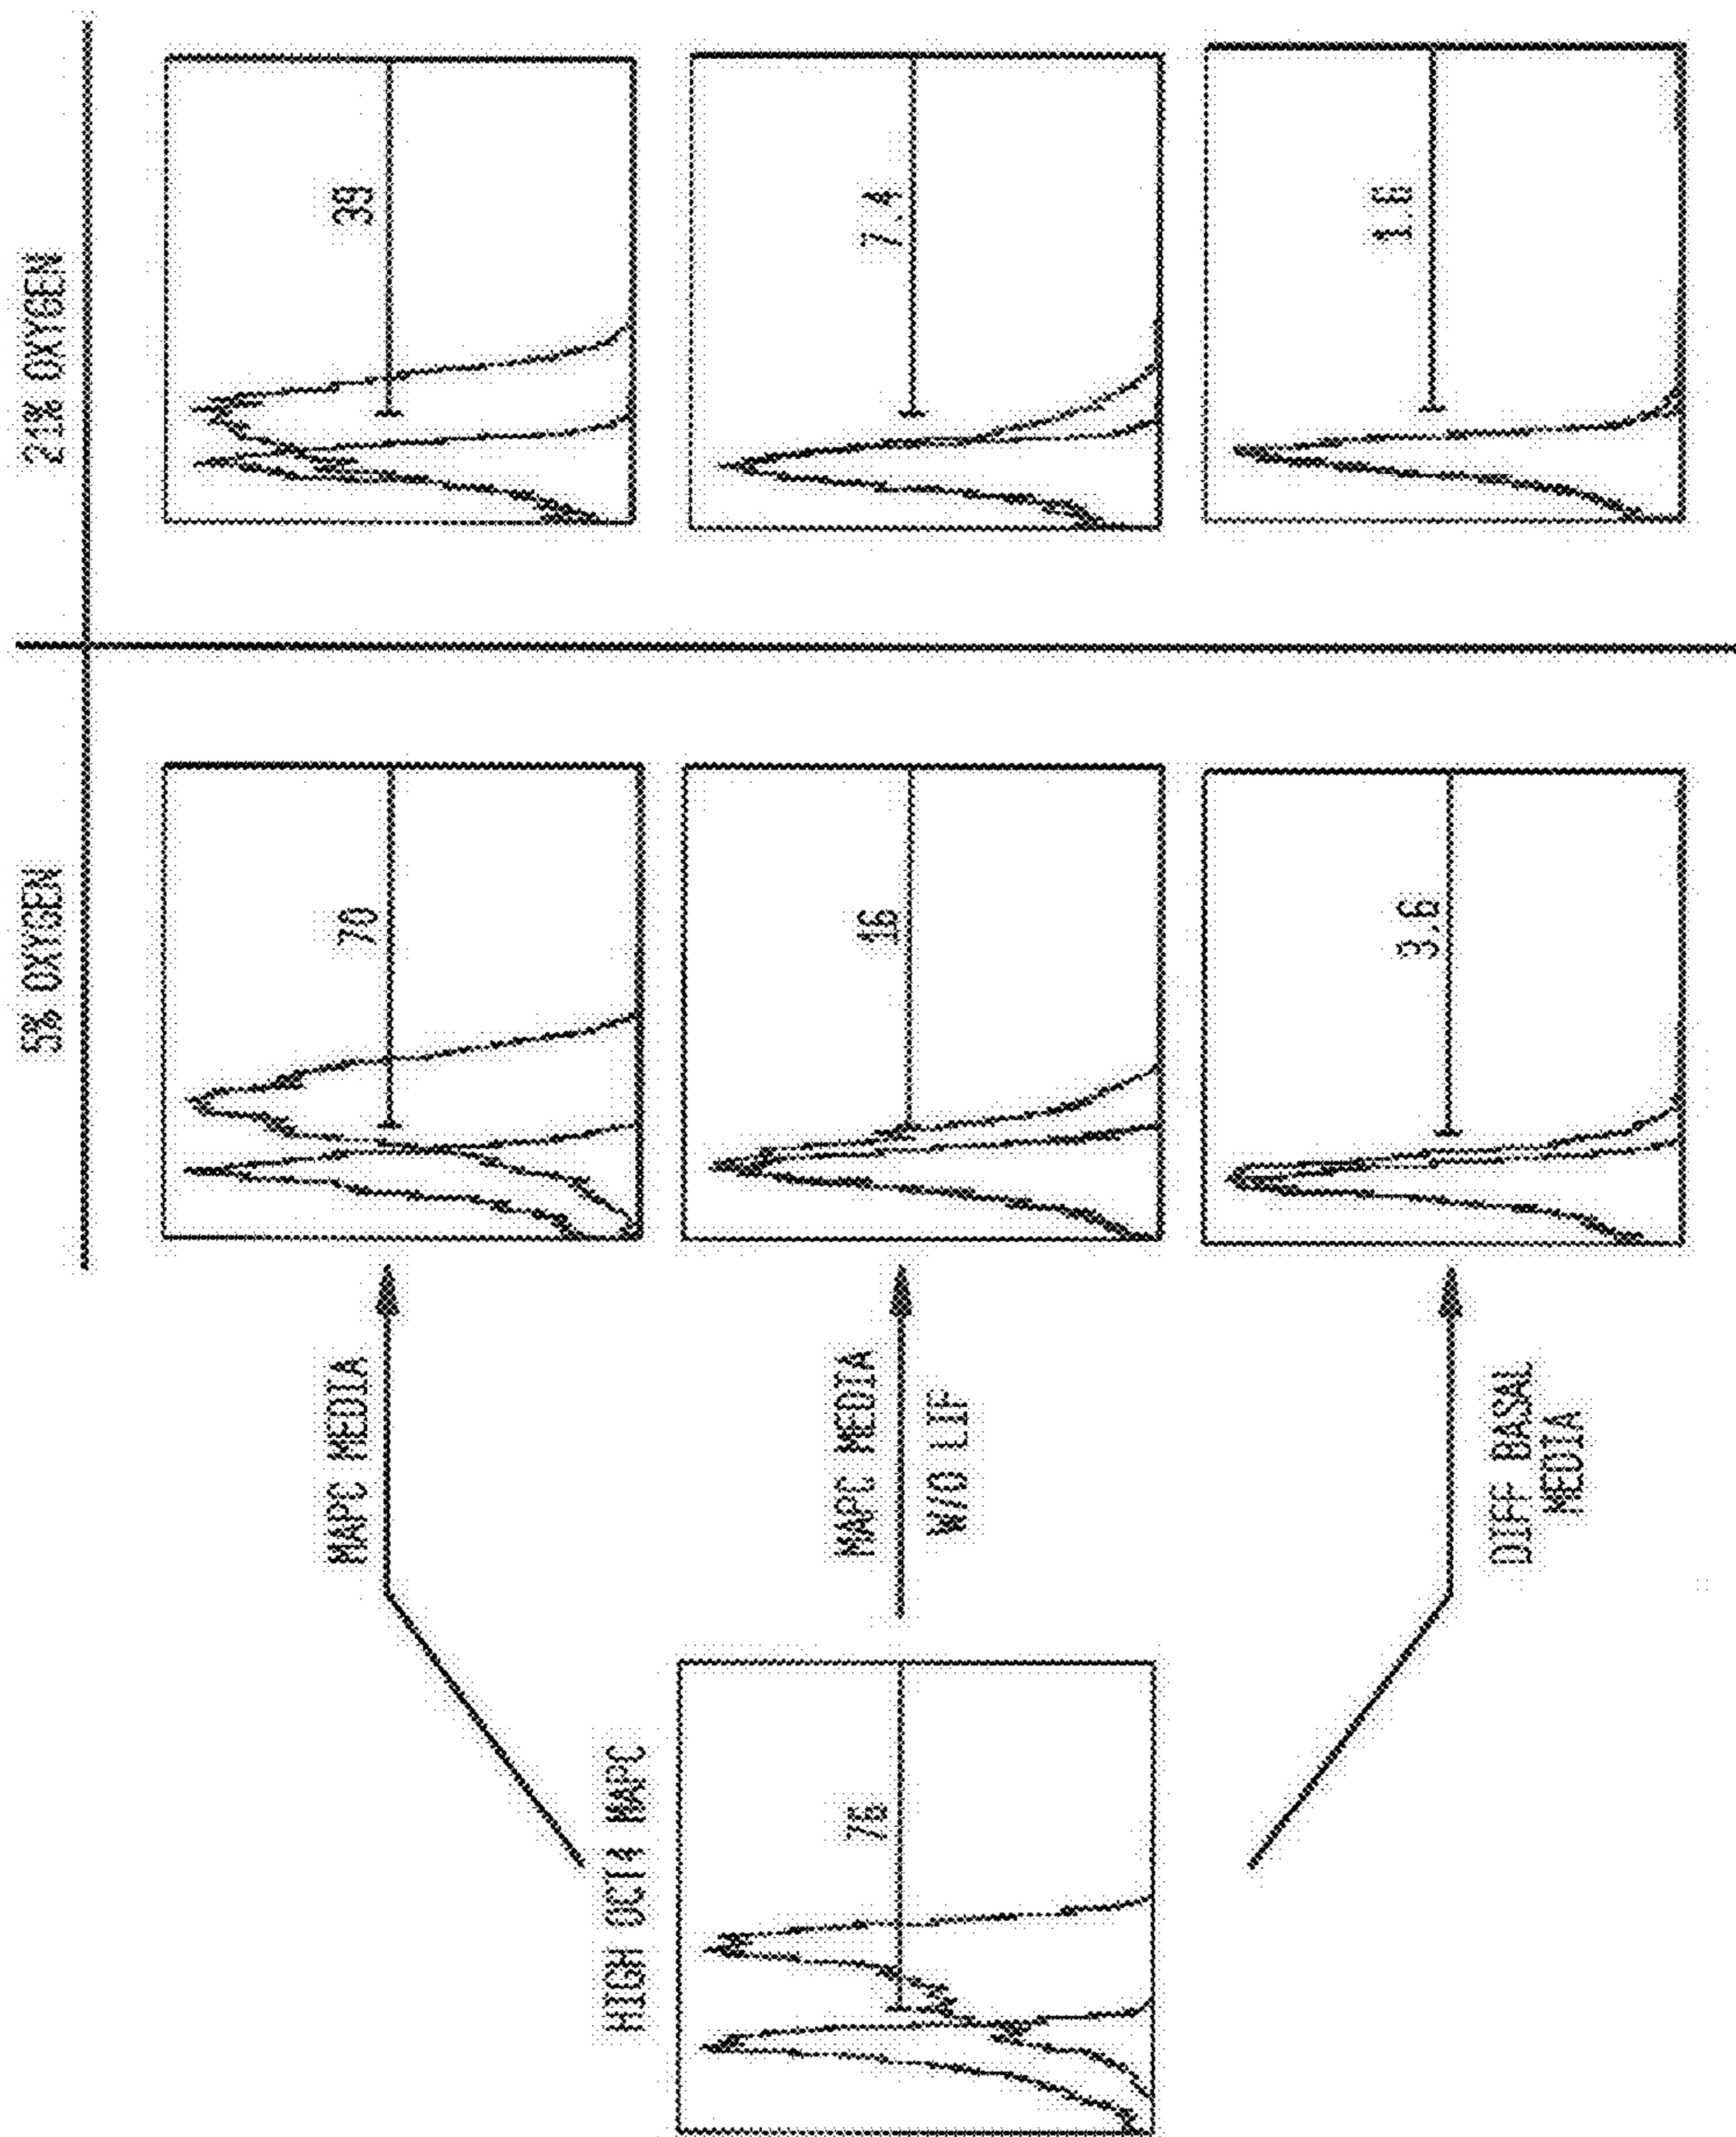 5% OXYGEN
21% OXYGEN
MAPC MEDIA
70
39
HIGH OCT4 MAPC
75
MAPC MEDIA
W/O LIF
16
7.4
DIFF BASAL
MEDIA
3.6
1.6